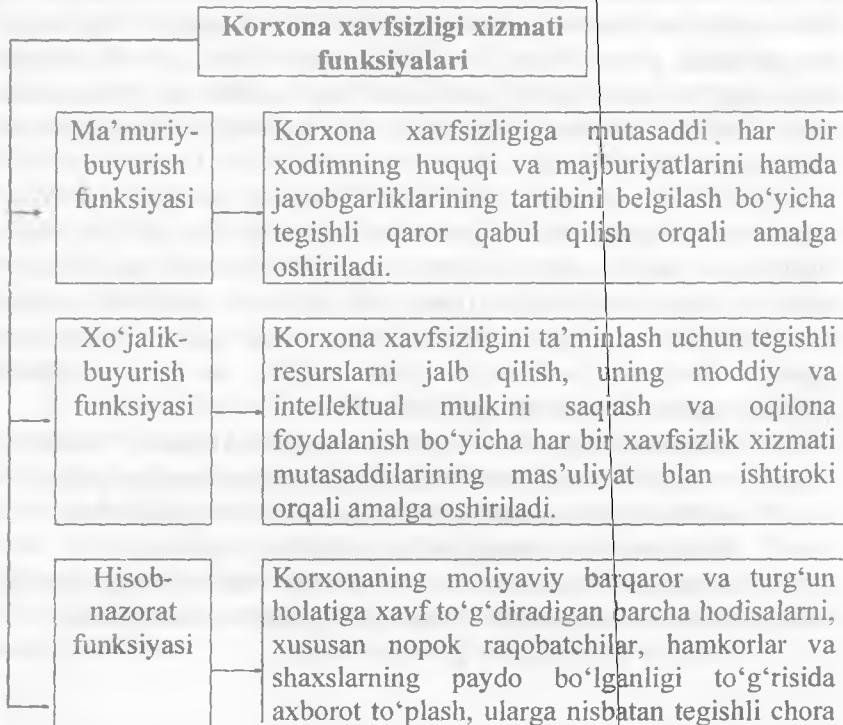 Korxona xavfsizligi xizmati
funksiyalari
Ma’muriy-
buyurish
funksiyasi
Korxona xavfsizligiga mutasaddi har bir
xodimning huquqi va majburiyatlarini hamda
javobgarliklarining tartibini belgilash bo‘yicha
tegishli qaror qabul qilish orqali amalga
oshiriladi.
Xo‘jalik-
buyurish
funksiyasi
Korxona xavfsizligini ta’minlash uchun tegishli
resurslarni jalb qilish, uning moddiy va
intellektual mulkini saqlash va oqilona
foydalanish bo‘yicha har bir xavfsizlik xizmati
mutasaddilarining mas’uliyat blan ishtiroki
orqali amalga oshiriladi.
Hisob-
nazorat
funksiyasi
Korxonaning moliyaviy barqaror va turg‘un
holatiga xavf to‘g‘diradigan barcha hodisalarni,
xususan nopok raqobatchilar, hamkorlar va
shaxslarning paydo bo‘lganligi to‘g‘risida
axborot to‘plash, ularga nisbatan tegishli chora